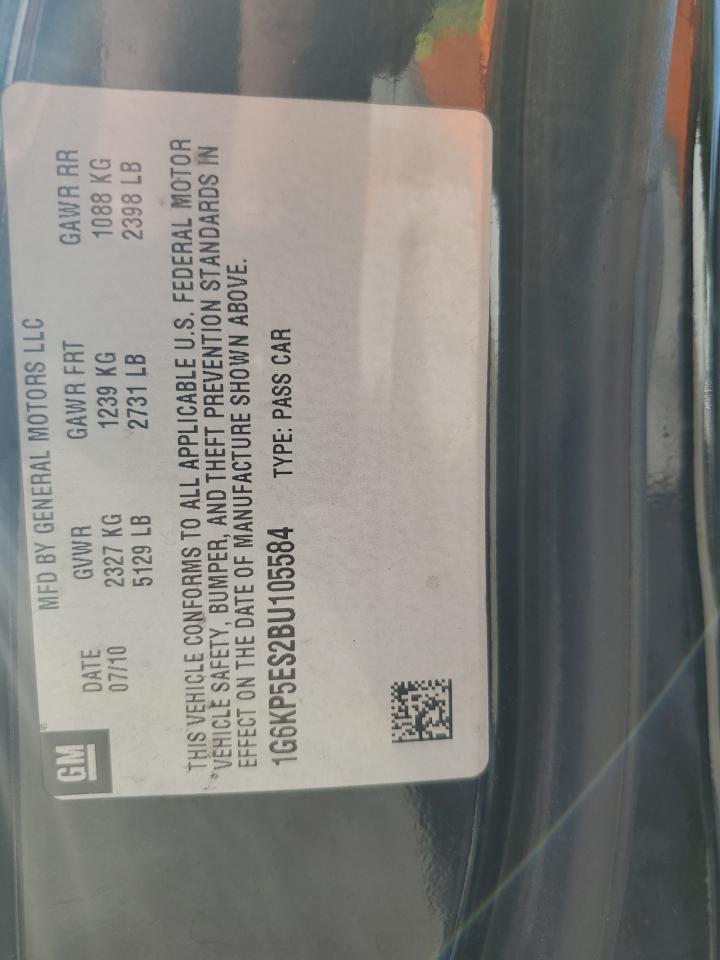 GM
MFD BY GENERAL MOTORS LLC
DATE GVWR GAWR FRT GAWR RR
07/10 2327 KG 1239 KG 1088 KG
5129 LB 2731 LB 2398 LB
THIS VEHICLE CONFORMS TO ALL APPLICABLE U.S. FEDERAL MOTOR
VEHICLE SAFETY, BUMPER, AND THEFT PREVENTION STANDARDS IN
EFFECT ON THE DATE OF MANUFACTURE SHOWN ABOVE.
1G6KP5ES2BU105584 TYPE: PASS CAR